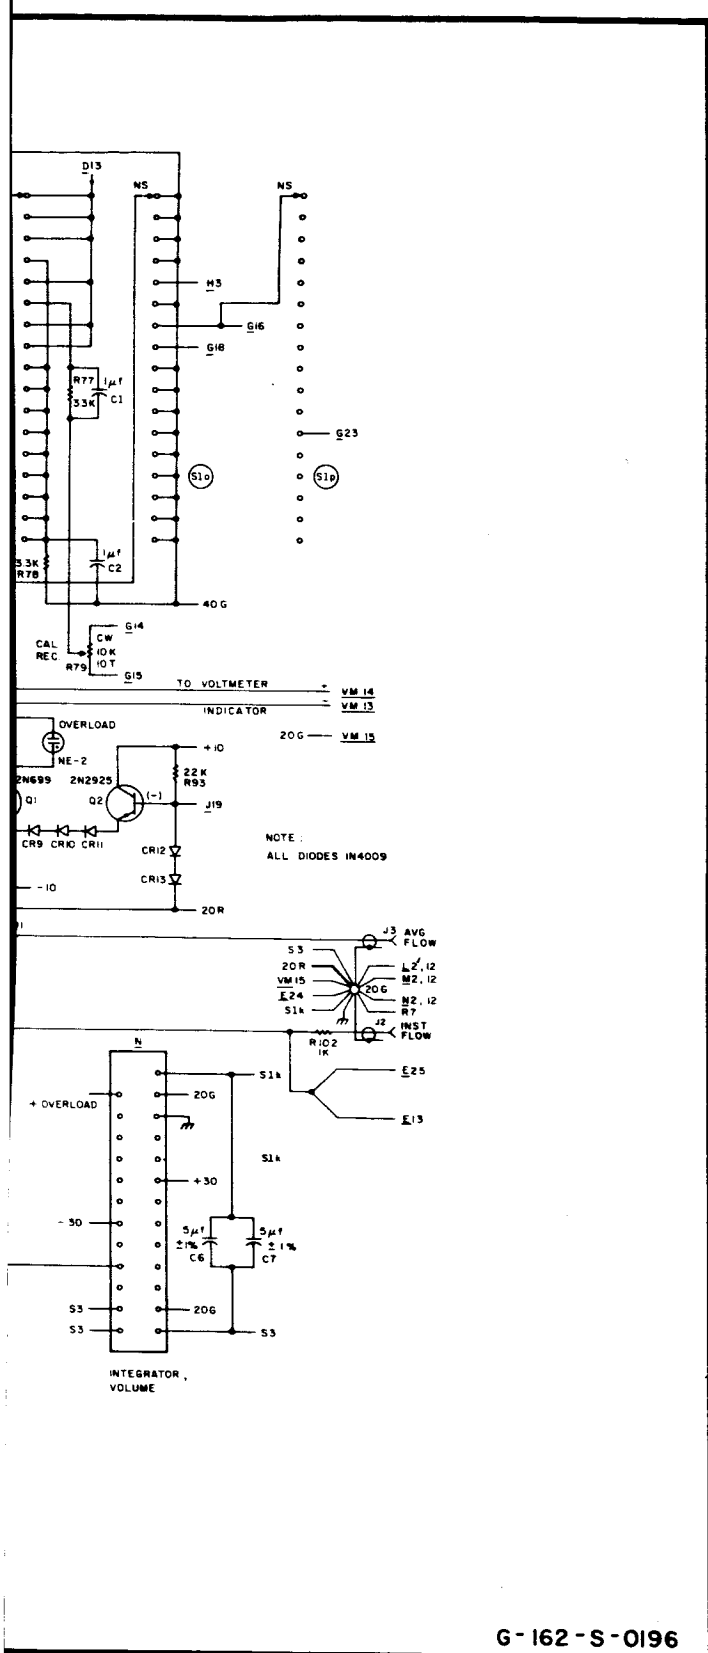 D13
NS
NS
H3
G16
G18
R77
1μf
33K
C1
G23
S1o
S1p
1μf
3.3K
C2
R78
40G
G14
CAL
CW
REC.
10K
R79
10T
G15
TO VOLTMETER
+
VM 14
-
VM 13
INDICATOR
OVERLOAD
20G
VM 15
+10
NE-2
2N699
2N2925
22K
R93
Q1
Q2
(-)
J19
NOTE:
ALL DIODES IN4009
CR9
CR10
CR11
CR12
CR13
-10
20R
J3
AVG
FLOW
S3
20R
L2, 12
VM15
M2, 12
20G
E24
N2, 12
S1k
R7
J2
INST
FLOW
R102
1K
N
S1k
E25
+ OVERLOAD
20G
E13
S1k
+30
-30
5μf
±1%
C6
5μf
±1%
C7
S3
20G
S3
S3
INTEGRATOR,
VOLUME
G-162-S-0196